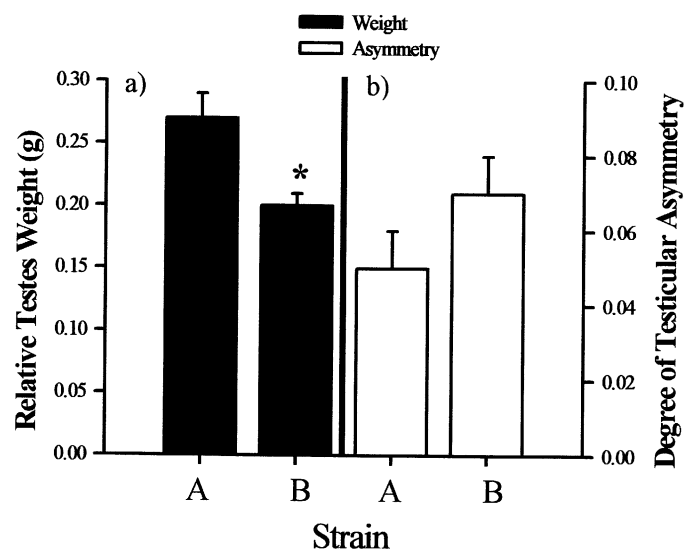 Weight
Asymmetry
a)
b)
0.30
0.25
0.20
0.15
0.10
0.05
0.00
Relative Testes Weight (g)
*
0.10
0.08
0.06
0.04
0.02
0.00
Degree of Testicular Asymmetry
A
B
A
B
Strain